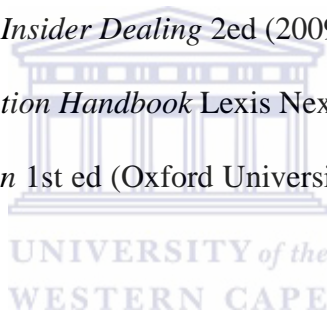 Insider Dealing 2ed (2009
tion Handbook Lexis Nex
n 1st ed (Oxford Universi
UNIVERSITY of the
WESTERN CAPE